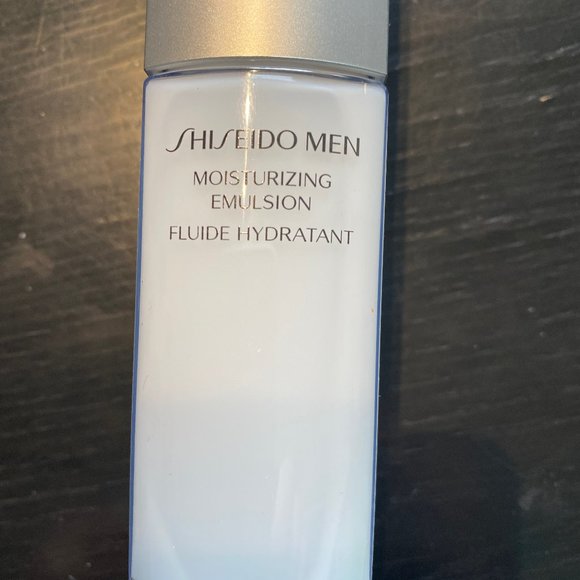 SHISEIDO MEN
MOISTURIZING
EMULSION
FLUIDE HYDRATANT